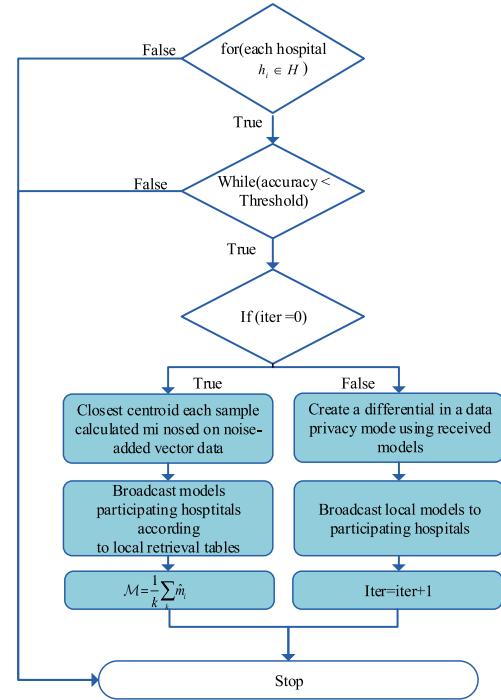 False
for(each hospital
h_i ∈ H )
True
False
While(accuracy <
Threshold)
True
If (iter =0)
True
False
Closest centroid each sample
calculated mi nosed on noise-
added vector data
Create a differential in a data
privacy mode using received
models
Broadcast models
participating hosptitals
according
to local retrieval tables
Broadcast local models to
participating hospitals
ℳ=1/k ∑ m̂_i
Iter=iter+1
Stop